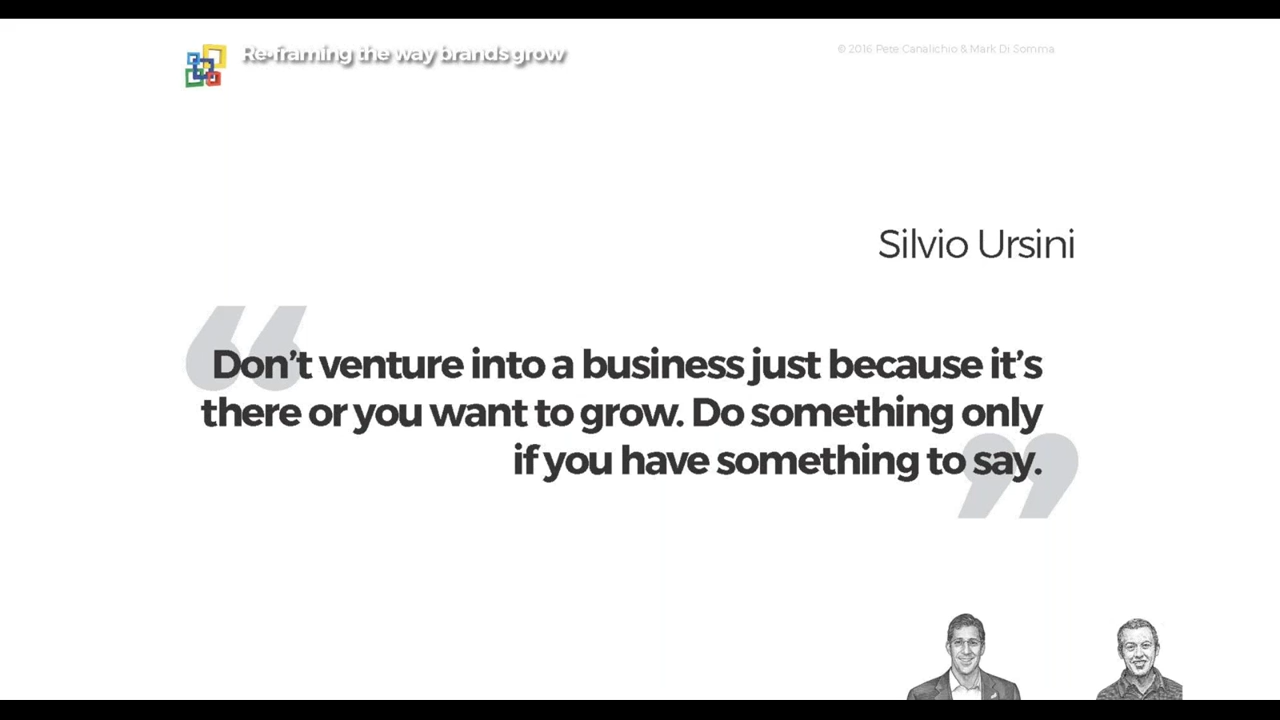 Re-framing the way brands grow
© 2016 Pete Canalichio & Mark Di Somma
Silvio Ursini
“Don’t venture into a business just because it’s
there or you want to grow. Do something only
if you have something to say.”